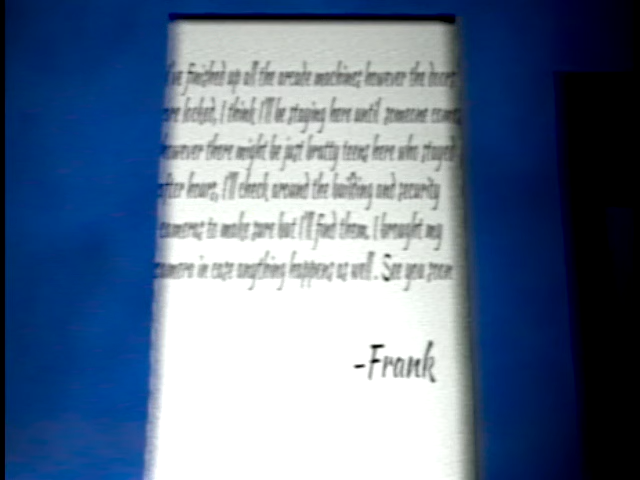 I've finished up all the arcade machines however the doors
are locked, I think I'll be staying here until someone comes
however there might be just bratty teens here who stayed
after hours, I'll check around the building and security
cameras to make sure but I'll find them. I brought my
camera in case anything happens as well. See you soon
-Frank